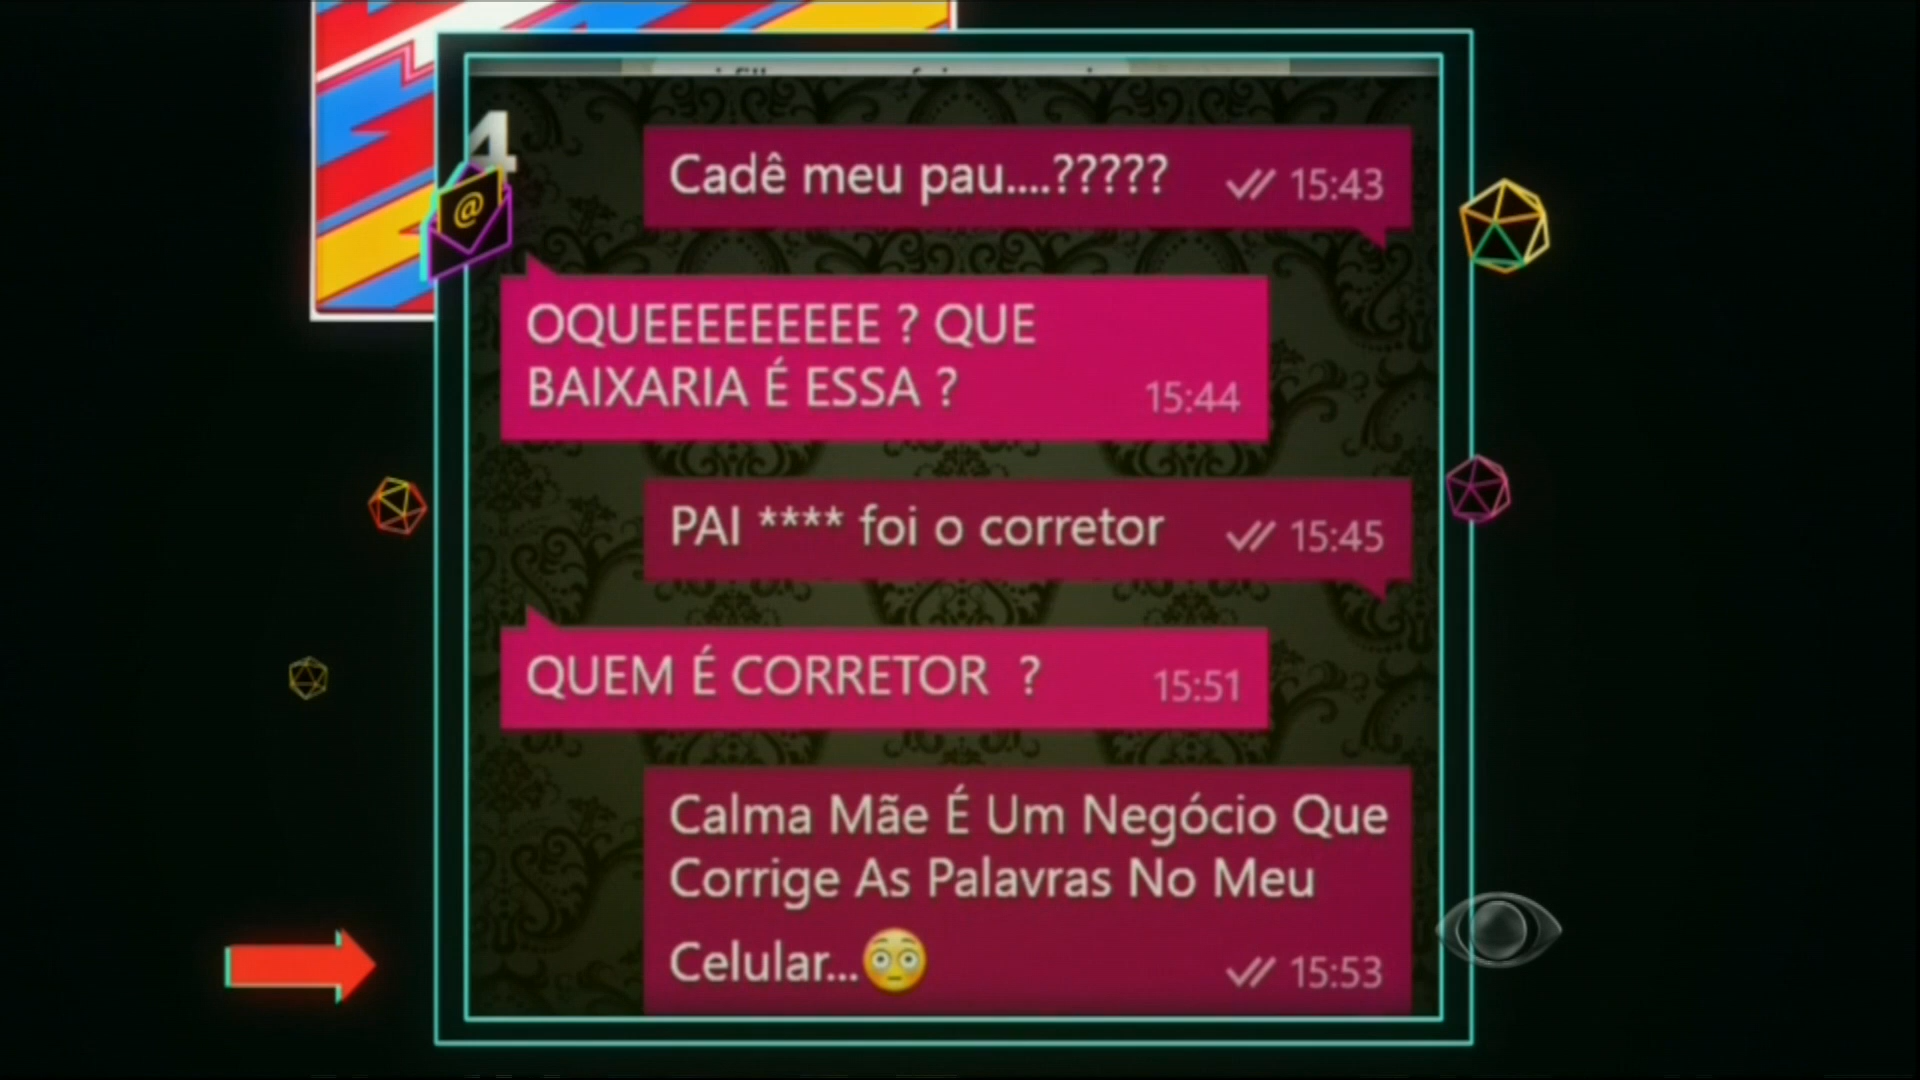 4
@
Cadê meu pau....?????
15:43
OQUEEEEEEEEE ? QUE
BAIXARIA É ESSA ?
15:44
PAI **** foi o corretor
15:45
QUEM É CORRETOR ?
15:51
Calma Mãe É Um Negócio Que
Corrige As Palavras No Meu
Celular...😳
15:53